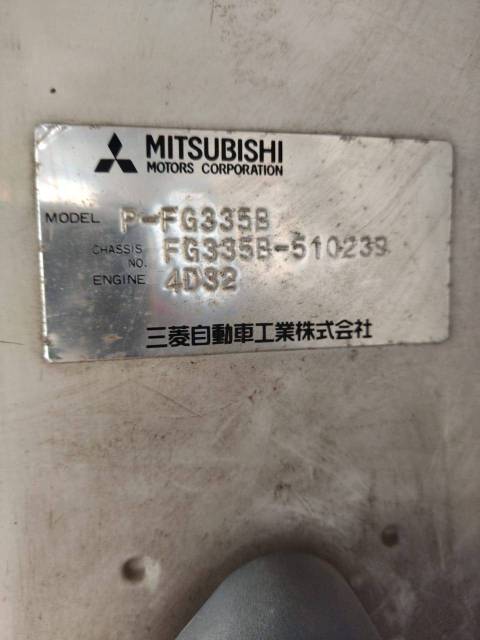 MITSUBISHI
MOTORS CORPORATION
MODEL P-FG335B
CHASSIS NO. FG335B-510239
ENGINE 4D32
三菱自動車工業株式会社